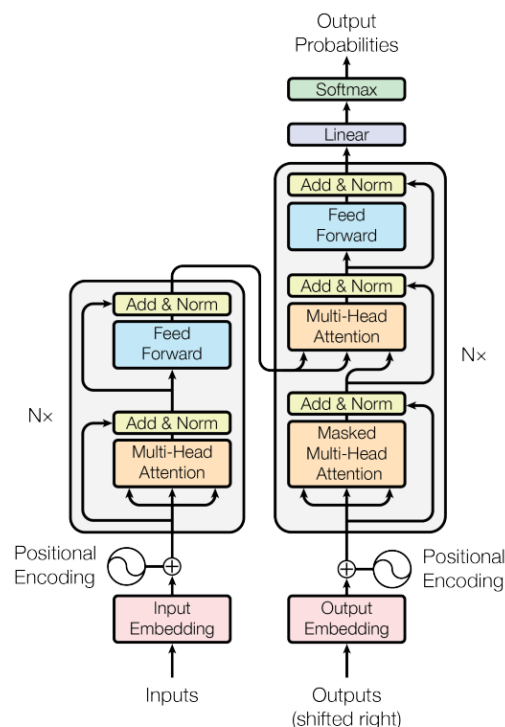 Output
Probabilities
Softmax
Linear
Add & Norm
Feed
Forward
Add & Norm
Multi-Head
Attention
Add & Norm
Masked
Multi-Head
Attention
N×
Positional
Encoding
Output
Embedding
Outputs
(shifted right)
Add & Norm
Feed
Forward
Add & Norm
Multi-Head
Attention
N×
Positional
Encoding
Input
Embedding
Inputs